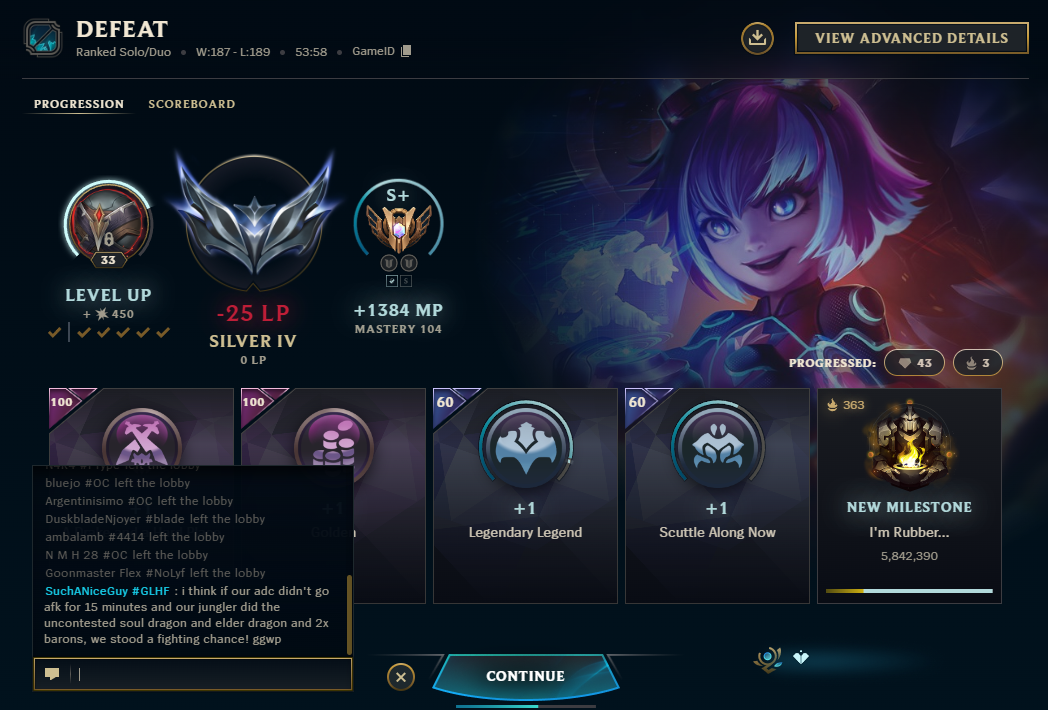 DEFEAT
Ranked Solo/Duo • W:187 - L:189 • 53:58 • GameID
VIEW ADVANCED DETAILS
PROGRESSION SCOREBOARD
33
LEVEL UP
+ 450
-25 LP
SILVER IV
0 LP
S+
+1384 MP
MASTERY 104
PROGRESSED: 43 3
100
100
60
+1
Legendary Legend
60
+1
Scuttle Along Now
363
NEW MILESTONE
I'm Rubber...
5,842,390
+1
left the lobby
bluejo #OC left the lobby
Argentinisimo #OC left the lobby
DuskbladeNjoyer #blade left the lobby
ambalamb #4414 left the lobby
N M H 28 #OC left the lobby
Goonmaster Flex #NoLyf left the lobby
SuchANiceGuy #GLHF : i think if our adc didn't go
afk for 15 minutes and our jungler did the
uncontested soul dragon and elder dragon and 2x
barons, we stood a fighting chance! ggwp
CONTINUE